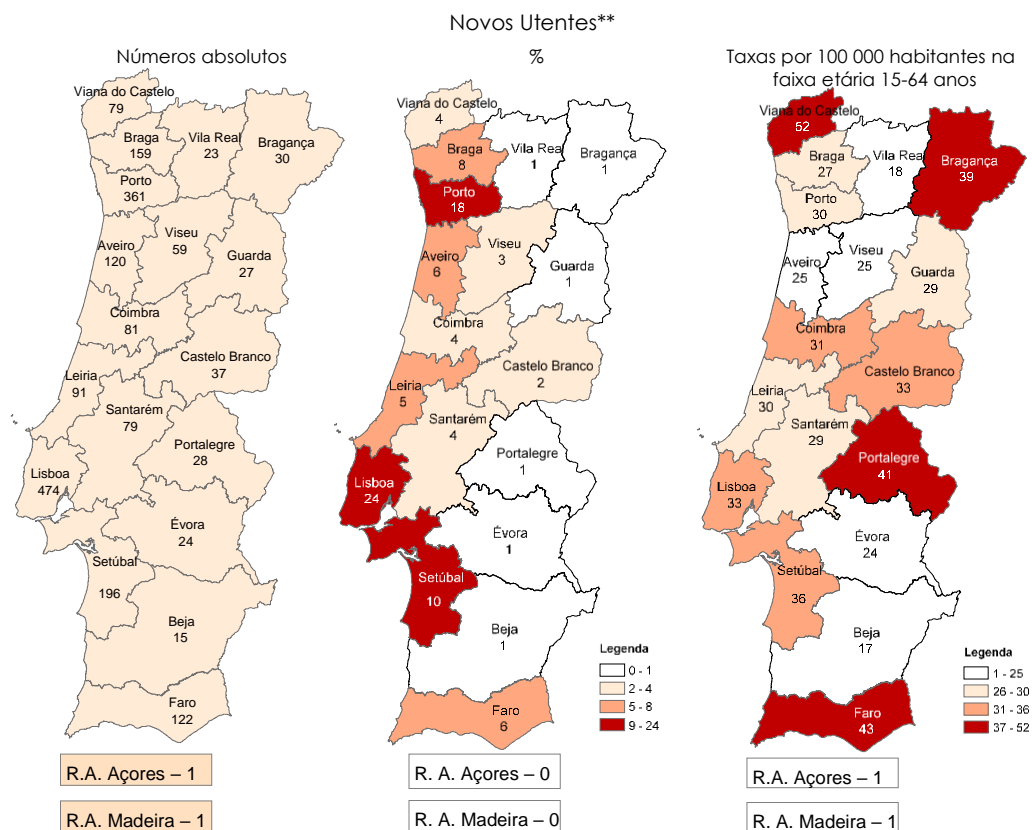 Novos Utentes**
Números absolutos
Viana do Castelo
79
Braga
159
Vila Real
23
Bragança
30
Porto
361
Aveiro
120
Viseu
59
Guarda
27
Coimbra
81
Castelo Branco
37
Leiria
91
Santarém
79
Portalegre
28
Lisboa
474
Évora
24
Setúbal
196
Beja
15
Faro
122
R.A. Açores – 1
R.A. Madeira – 1
%
Viana do Castelo
4
Braga
8
Vila Real
1
Bragança
1
Porto
18
Aveiro
6
Viseu
3
Guarda
1
Coimbra
4
Castelo Branco
2
Leiria
5
Santarém
4
Portalegre
1
Lisboa
24
Évora
1
Setúbal
10
Beja
1
Faro
6
Legenda
0 - 1
2 - 4
5 - 8
9 - 24
R. A. Açores – 0
R. A. Madeira – 0
Taxas por 100 000 habitantes na
faixa etária 15-64 anos
Viana do Castelo
52
Braga
27
Vila Real
18
Bragança
39
Porto
30
Aveiro
25
Viseu
25
Guarda
29
Coimbra
31
Castelo Branco
33
Leiria
30
Santarém
29
Portalegre
41
Lisboa
33
Évora
24
Setúbal
36
Beja
17
Faro
43
Legenda
1 - 25
26 - 30
31 - 36
37 - 52
R.A. Açores – 1
R. A. Madeira – 1